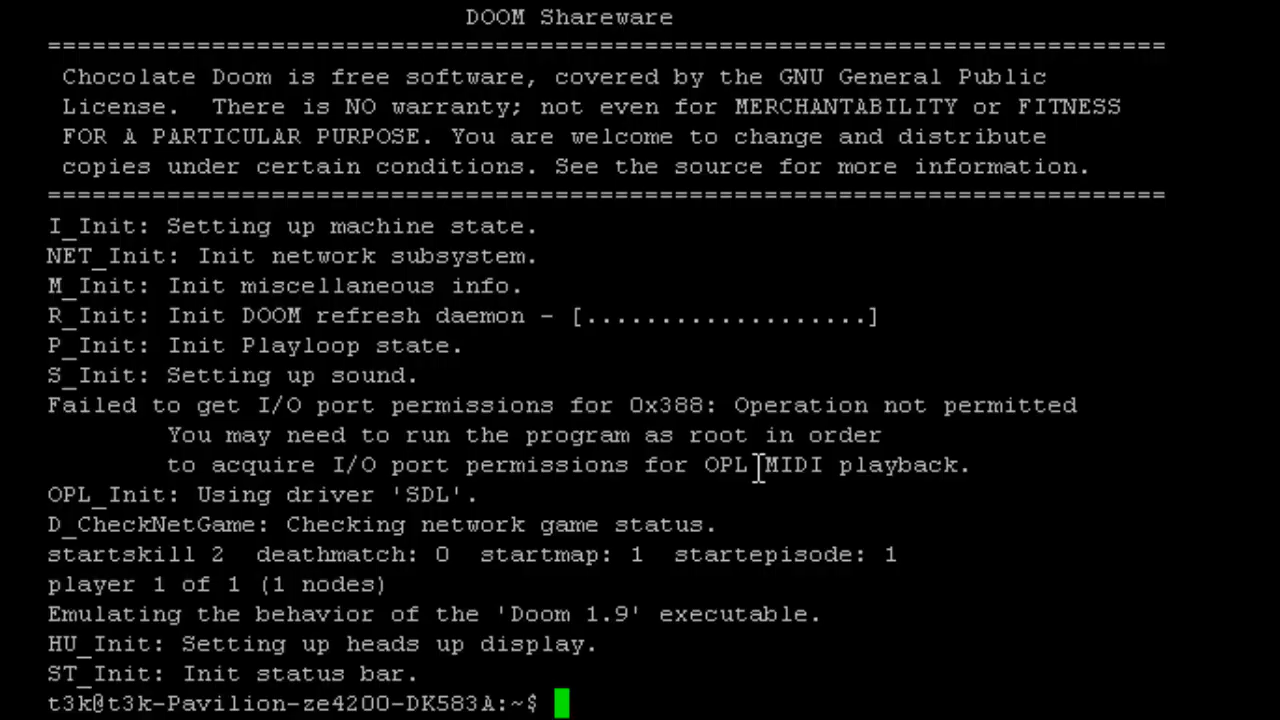 DOOM Shareware
===========================================================================
Chocolate Doom is free software, covered by the GNU General Public
License.  There is NO warranty; not even for MERCHANTABILITY or FITNESS
FOR A PARTICULAR PURPOSE. You are welcome to change and distribute
copies under certain conditions. See the source for more information.
===========================================================================
I_Init: Setting up machine state.
NET_Init: Init network subsystem.
M_Init: Init miscellaneous info.
R_Init: Init DOOM refresh daemon - [...................]
P_Init: Init Playloop state.
S_Init: Setting up sound.
Failed to get I/O port permissions for 0x388: Operation not permitted
You may need to run the program as root in order
to acquire I/O port permissions for OPL MIDI playback.
OPL_Init: Using driver 'SDL'.
D_CheckNetGame: Checking network game status.
startskill 2  deathmatch: 0  startmap: 1  startepisode: 1
player 1 of 1 (1 nodes)
Emulating the behavior of the 'Doom 1.9' executable.
HU_Init: Setting up heads up display.
ST_Init: Init status bar.
t3k@t3k-Pavilion-ze4200-DK583A:~$